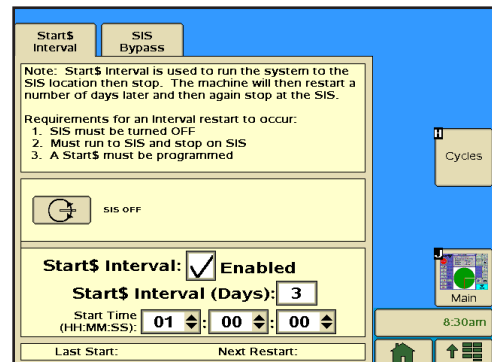 Start$
Interval
SIS
Bypass
Note: Start$ Interval is used to run the system to the
SIS location then stop. The machine will then restart a
number of days later and then again stop at the SIS.
Requirements for an Interval restart to occur:
1. SIS must be turned OFF
2. Must run to SIS and stop on SIS
3. A Start$ must be programmed
H
Cycles
SIS OFF
Start$ Interval: Enabled
Start$ Interval (Days): 3
Start Time
(HH:MM:SS): 01 : 00 : 00
J
Main
8:30am
Last Start: Next Restart: